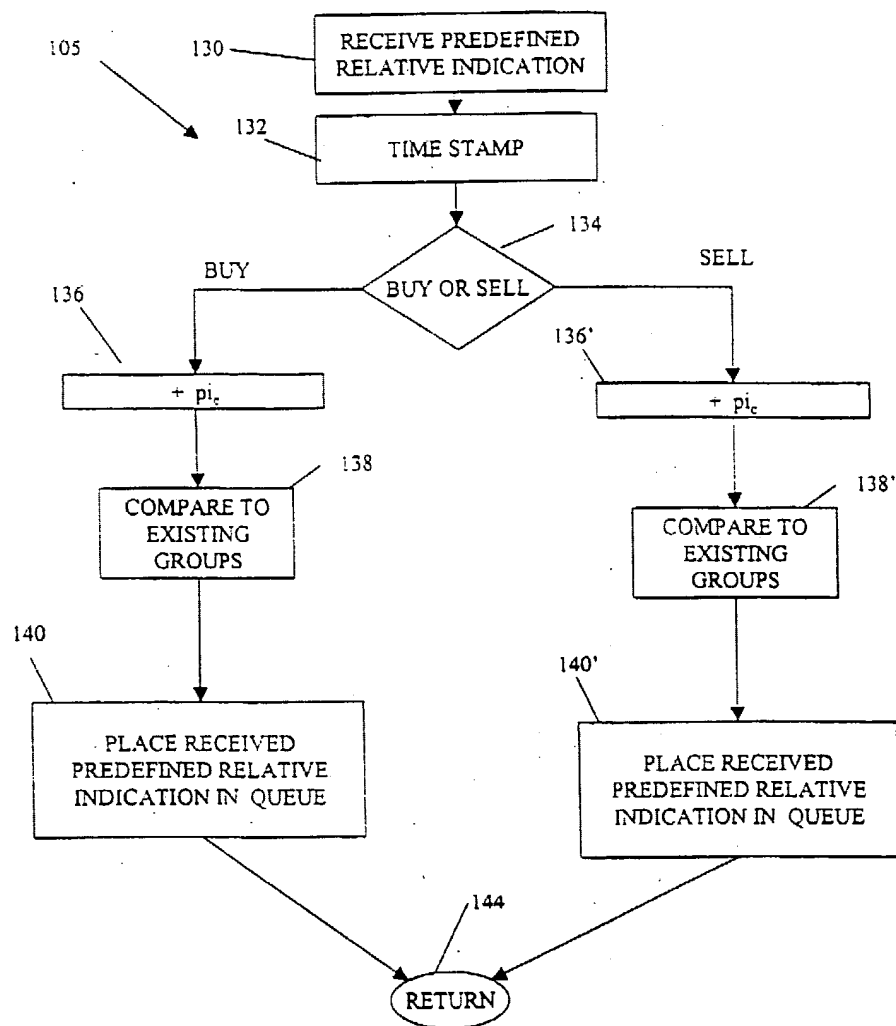 130
RECEIVE PREDEFINED
RELATIVE INDICATION
105
132
TIME STAMP
134
BUY
SELL
BUY OR SELL
136
136'
+ pic
+ pic
138
138'
COMPARE TO
EXISTING
GROUPS
COMPARE TO
EXISTING
GROUPS
140
140'
PLACE RECEIVED
PREDEFINED RELATIVE
INDICATION IN QUEUE
PLACE RECEIVED
PREDEFINED RELATIVE
INDICATION IN QUEUE
144
RETURN